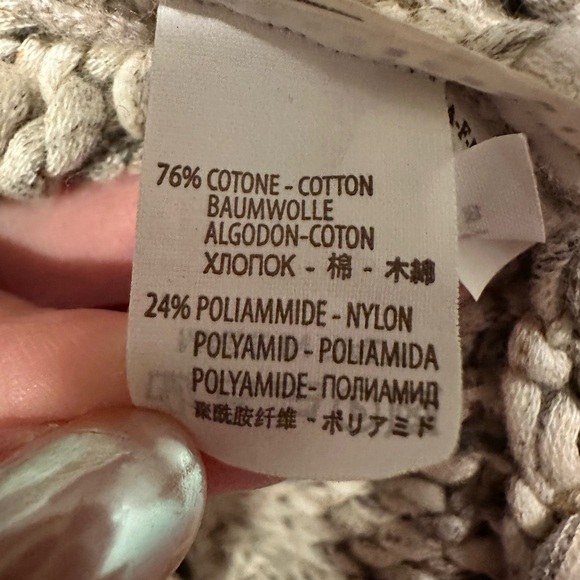 76% COTONE - COTTON
BAUMWOLLE
ALGODON-COTON
ХЛОПОК - 棉 - 木綿
24% POLIAMMIDE - NYLON
POLYAMID - POLIAMIDA
POLYAMIDE-ПОЛИАМИД
聚酰胺纤维 - ポリアミド